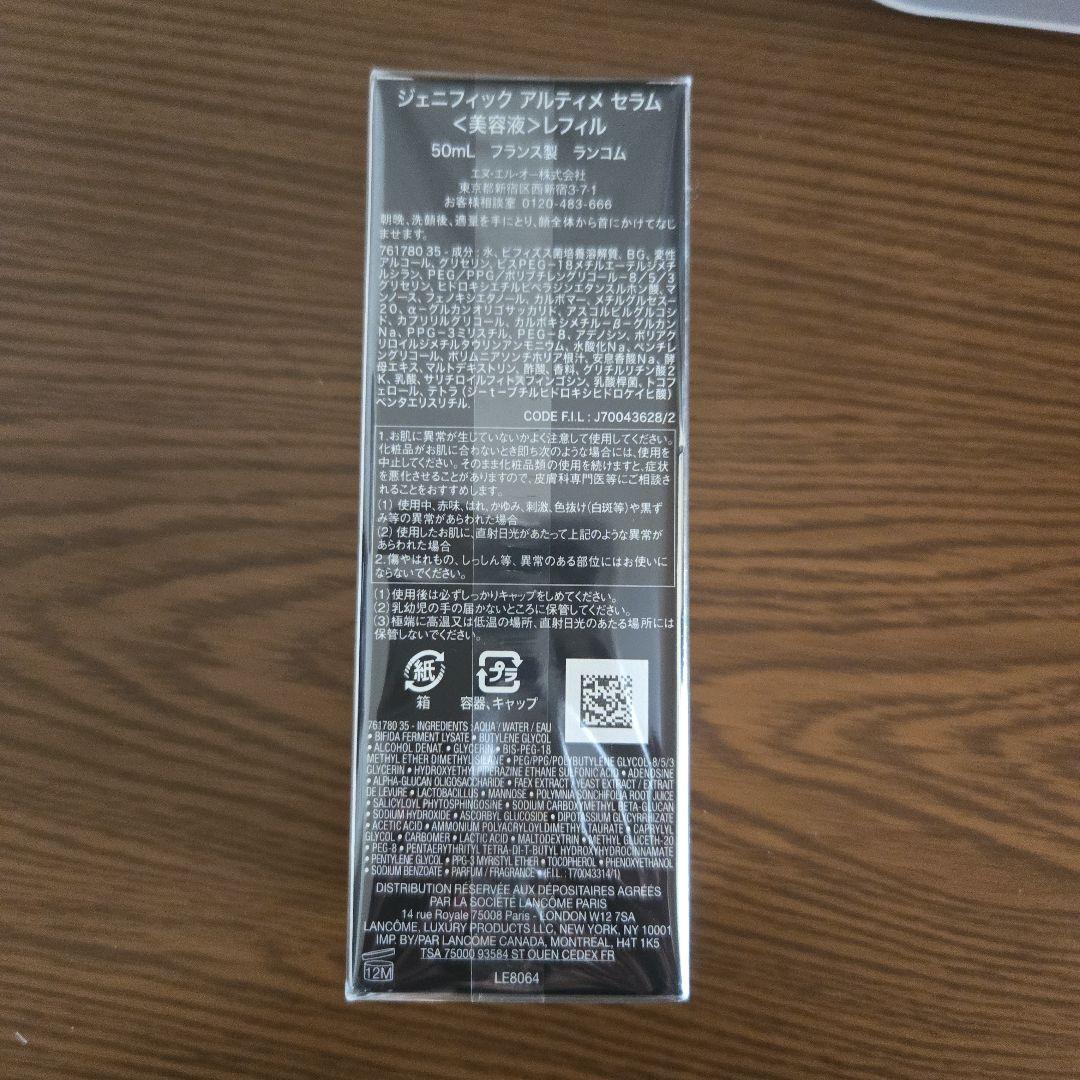 ジェニフィック アルティメ セラム
<美容液>レフィル
50mL フランス製 ランコム
エヌ・エル・オー株式会社
東京都新宿区西新宿3-7-1
お客様相談室 0120-483-666
朝晩、洗顔後、適量を手にとり、顔全体から首にかけてなじ
ませます。
761780 35 - 成分 : 水、ビフィズス菌培養溶解質、BG、変性
アルコール、グリセリン、ビスPEG-18メチルエーテルジメチ
ルシラン、PEG/PPG/ポリブチレングリコール-8/5/3
グリセリン、ヒドロキシエチルピペラジンエタンスルホン酸、マ
ンノース、フェノキシエタノール、カルボマー、メチルグルセス-
20、α-グルカンオリゴサッカリド、アスコルビルグルコシ
ド、カプリリルグリコール、カルボキシメチル-β-グルカン
Na、PPG-3ミリスチル、PEG-8、アデノシン、ポリアク
リロイルジメチルタウリンアンモニウム、水酸化Na、ペンチレ
ングリコール、ポリムニアソンチホリア根汁、安息香酸Na、酵
母エキス、マルトデキストリン、酢酸、香料、グリチルリチン酸2
K、乳酸、サリチロイルフィトスフィンゴシン、乳酸桿菌、トコフ
ェロール、テトラ(ジ-t-ブチルヒドロキシヒドロケイヒ酸)
ペンタエリスリチル.
CODE F.I.L : J70043628/2
1.お肌に異常が生じていないかよく注意して使用してください。
化粧品がお肌に合わないとき即ち次のような場合には、使用を
中止してください。そのまま化粧品類の使用を続けますと、症状
を悪化させることがありますので、皮膚科専門医等にご相談さ
れることをおすすめします。
(1) 使用中、赤味、はれ、かゆみ、刺激、色抜け(白斑等)や黒ず
み等の異常があらわれた場合
(2) 使用したお肌に、直射日光があたって上記のような異常が
あらわれた場合
2.傷やはれもの、しっしん等、異常のある部位にはお使いに
ならないでください。
(1)使用後は必ずしっかりキャップをしめてください。
(2)乳幼児の手の届かないところに保管してください。
(3)極端に高温又は低温の場所、直射日光のあたる場所には
保管しないでください。
紙 プラ
箱 容器、キャップ
761780 35 - INGREDIENTS : AQUA / WATER / EAU
• BIFIDA FERMENT LYSATE • BUTYLENE GLYCOL
• ALCOHOL DENAT. • GLYCERIN • BIS-PEG-18
METHYL ETHER DIMETHYL SILANE • PEG/PPG/POLYBUTYLENE GLYCOL-8/5/3
GLYCERIN • HYDROXYETHYLPIPERAZINE ETHANE SULFONIC ACID • ADENOSINE
• ALPHA-GLUCAN OLIGOSACCHARIDE • FAEX EXTRACT / YEAST EXTRACT / EXTRAIT
DE LEVURE • LACTOBACILLUS • MANNOSE • POLYMNIA SONCHIFOLIA ROOT JUICE
• SALICYLOYL PHYTOSPHINGOSINE • SODIUM CARBOXYMETHYL BETA-GLUCAN
• SODIUM HYDROXIDE • ASCORBYL GLUCOSIDE • DIPOTASSIUM GLYCYRRHIZATE
• ACETIC ACID • AMMONIUM POLYACRYLOYLDIMETHYL TAURATE • CAPRYLYL
GLYCOL • CARBOMER • LACTIC ACID • MALTODEXTRIN • METHYL GLUCETH-20
• PEG-8 • PENTAERYTHRITYL TETRA-DI-T-BUTYL HYDROXYHYDROCINNAMATE
• PENTYLENE GLYCOL • PPG-3 MYRISTYL ETHER • TOCOPHEROL • PHENOXYETHANOL
• SODIUM BENZOATE • PARFUM / FRAGRANCE • (F.I.L. : T70043314/1)
DISTRIBUTION RÉSERVÉE AUX DÉPOSITAIRES AGRÉÉS
PAR LA SOCIÉTÉ LANCÔME PARIS
14 rue Royale 75008 Paris - LONDON W12 7SA
LANCÔME, LUXURY PRODUCTS LLC, NEW YORK, NY, 10001
IMP. BY/PAR LANCÔME CANADA, MONTRÉAL, H4T 1K5
TSA 75000 93584 ST OUEN CEDEX FR
12M
LE8064